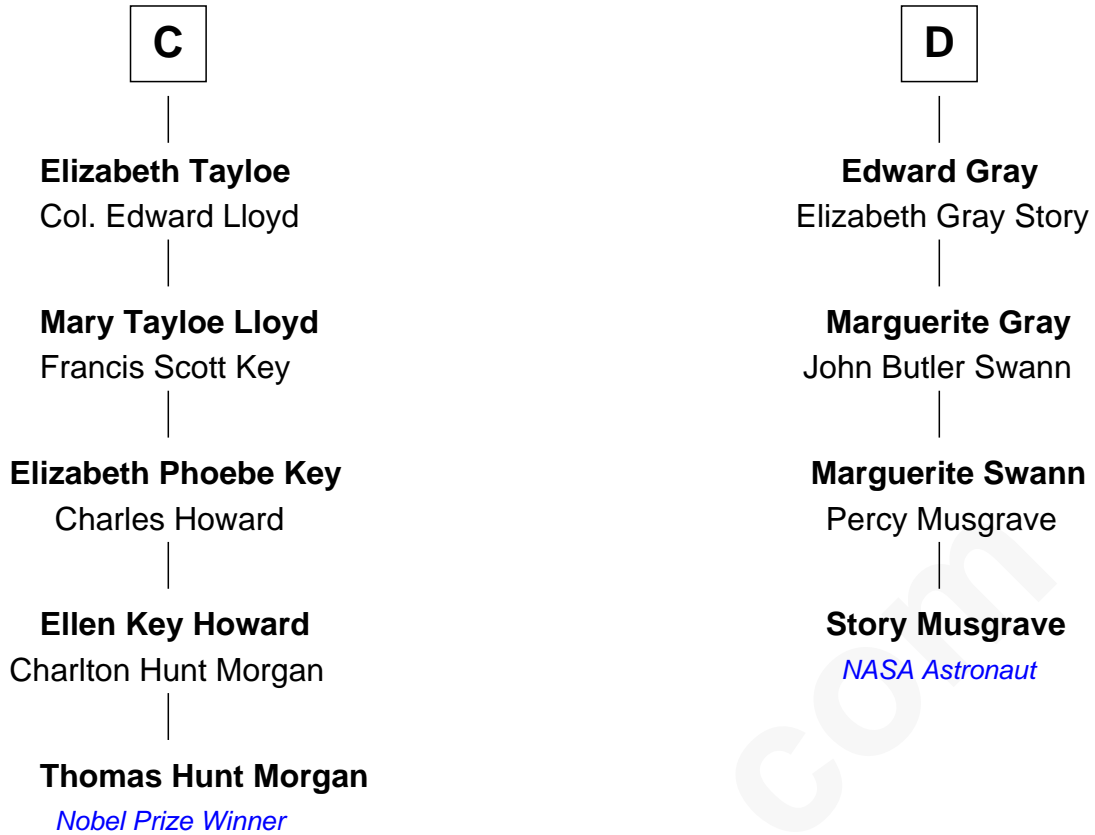 C
Elizabeth Tayloe
Col. Edward Lloyd
Mary Tayloe Lloyd
Francis Scott Key
Elizabeth Phoebe Key
Charles Howard
Ellen Key Howard
Charlton Hunt Morgan
Thomas Hunt Morgan
Nobel Prize Winner
D
Edward Gray
Elizabeth Gray Story
Marguerite Gray
John Butler Swann
Marguerite Swann
Percy Musgrave
Story Musgrave
NASA Astronaut
com